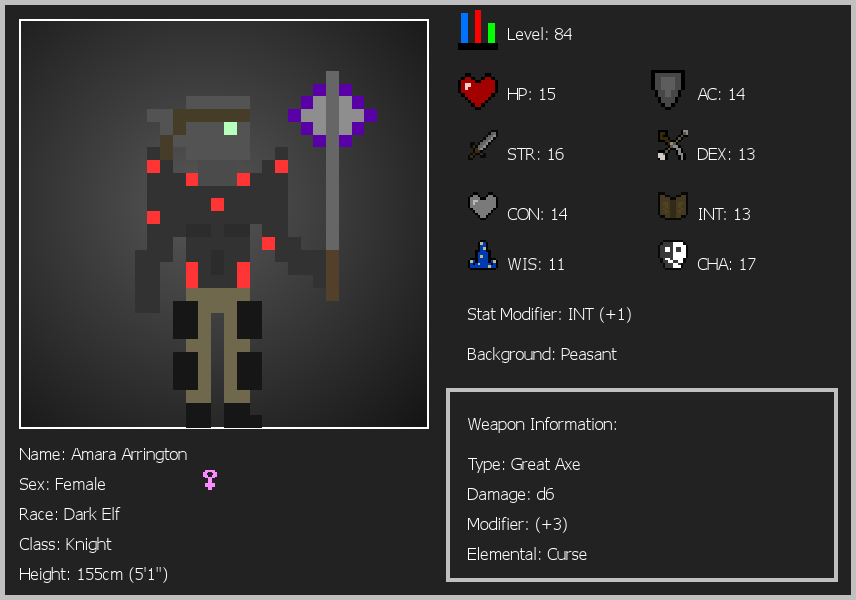 Level: 84
HP: 15
AC: 14
STR: 16
DEX: 13
CON: 14
INT: 13
WIS: 11
CHA: 17
Stat Modifier: INT (+1)
Background: Peasant
Weapon Information:
Type: Great Axe
Damage: d6
Modifier: (+3)
Elemental: Curse
Name: Amara Arrington
Sex: Female
Race: Dark Elf
Class: Knight
Height: 155cm (5'1")